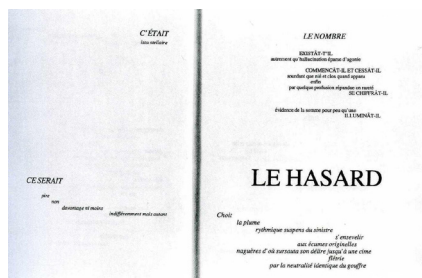 C'ÉTAIT
issu stellaire
CE SERAIT
pire
non
davantage ni moins
indifféremment mais autant
LE NOMBRE
EXISTÂT-IL
autrement qu'hallucination éparse d'agonie
COMMENÇÂT-IL ET CESSÂT-IL
sourdant que nié et clos quand apparu
enfin
par quelque profusion répandue en rareté
SE CHIFFRÂT-IL
évidence de la somme pour peu qu'une
ILLUMINÂT-IL
LE HASARD
Choit
la plume
rythmique suspens du sinistre
s'ensevelir
aux écumes originelles
naguères d'où sursauta son délire jusqu'à une cime
flétrie
par la neutralité identique du gouffre